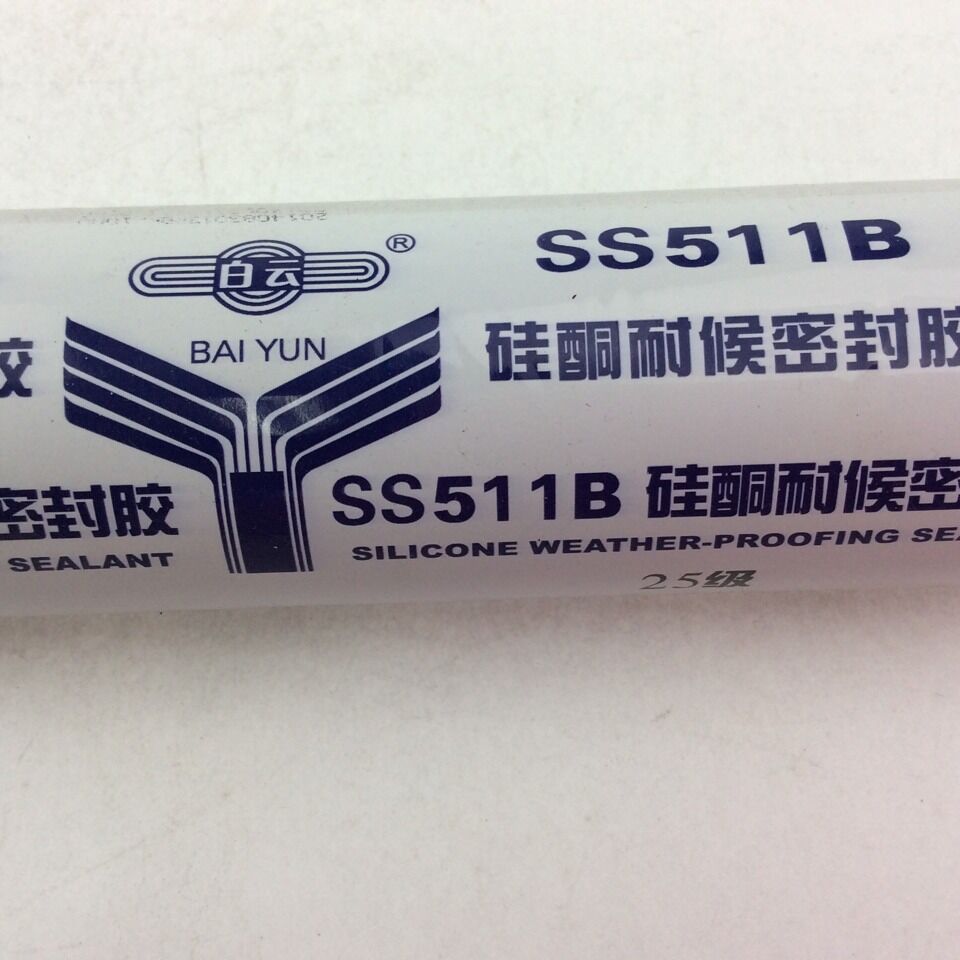 白云®
BAI YUN
SS511B
硅酮耐候密封胶
胶
密封胶
SEALANT
SS511B 硅酮耐候密
SILICONE WEATHER-PROOFING SEA
25级